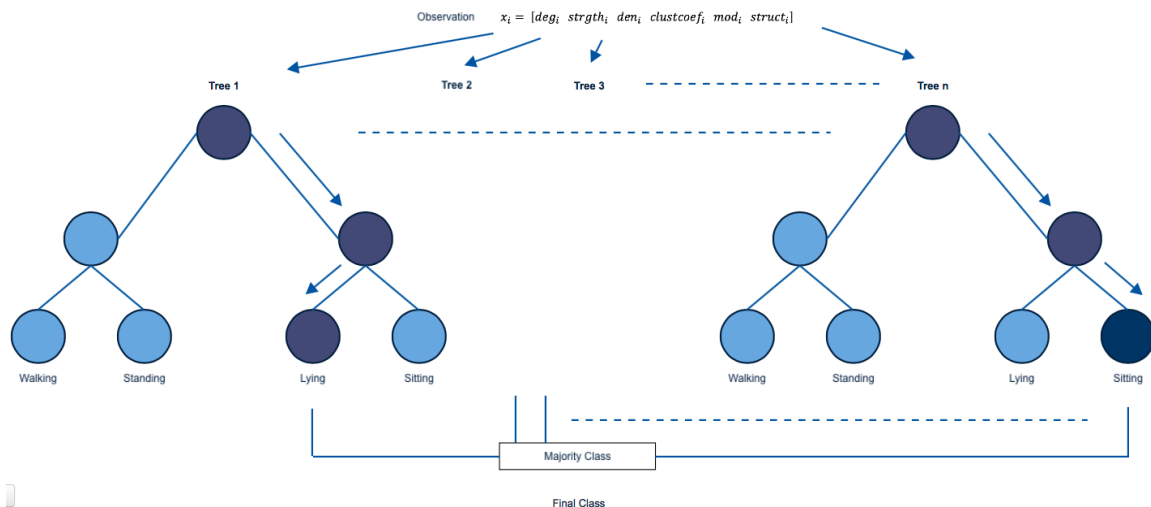 Observation x_i = [deg_i strgth_i den_i clustcoef_i mod_i struct_i]
Tree 1 Tree 2 Tree 3 Tree n
Walking Standing Lying Sitting Walking Standing Lying Sitting
Majority Class
Final Class